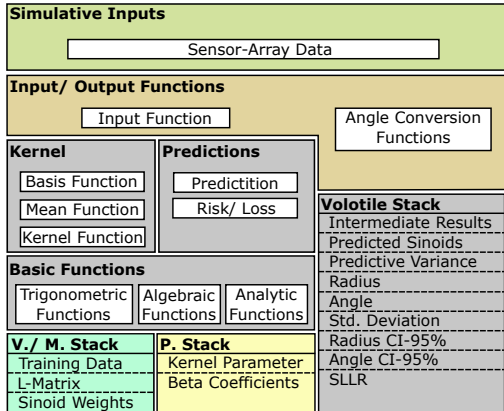 Simulative Inputs
Sensor-Array Data
Input/ Output Functions
Input Function
Angle Conversion
Functions
Kernel
Basis Function
Mean Function
Kernel Function
Predictions
Predictition
Risk/ Loss
Basic Functions
Trigonometric
Functions
Algebraic
Functions
Analytic
Functions
V./ M. Stack
Training Data
L-Matrix
Sinoid Weights
P. Stack
Kernel Parameter
Beta Coefficients
Volotile Stack
Intermediate Results
Predicted Sinoids
Predictive Variance
Radius
Angle
Std. Deviation
Radius CI-95%
Angle CI-95%
SLLR